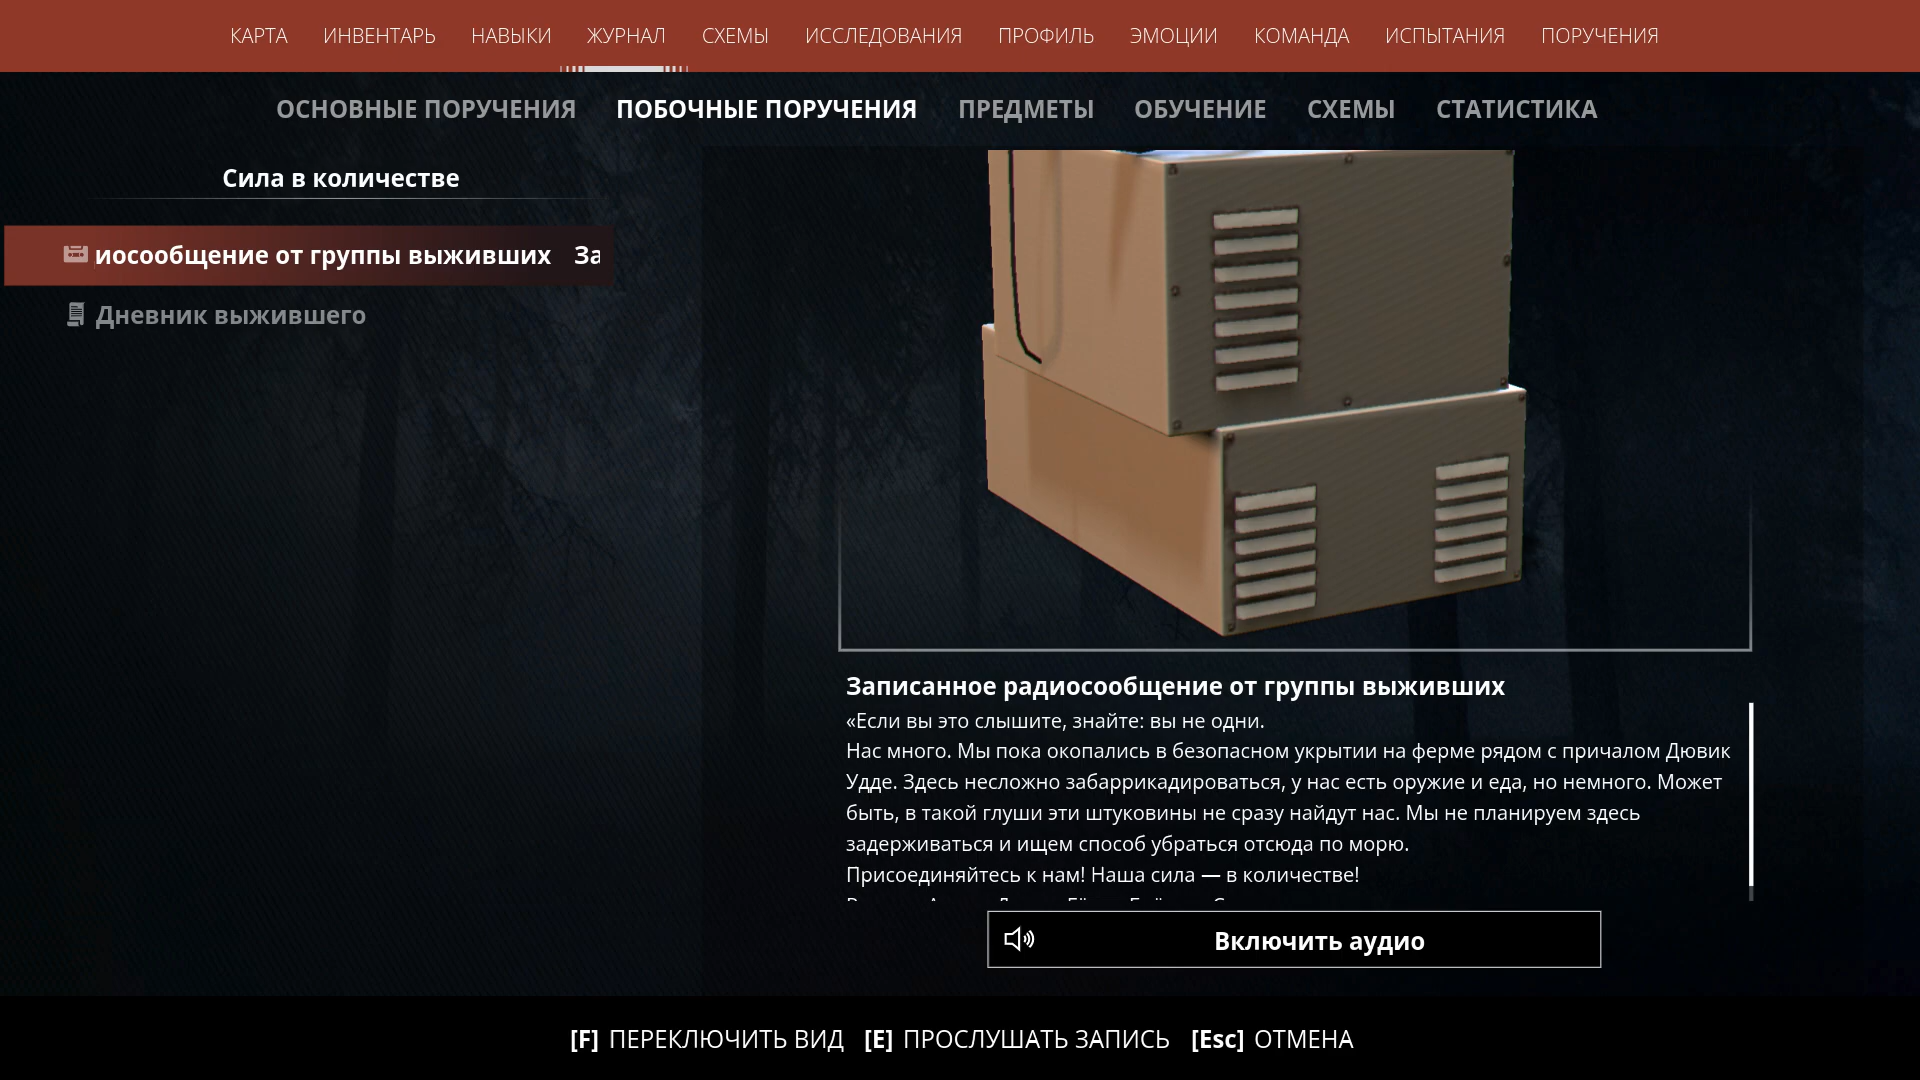 КАРТА ИНВЕНТАРЬ НАВЫКИ ЖУРНАЛ СХЕМЫ ИССЛЕДОВАНИЯ ПРОФИЛЬ ЭМОЦИИ КОМАНДА ИСПЫТАНИЯ ПОРУЧЕНИЯ
ОСНОВНЫЕ ПОРУЧЕНИЯ ПОБОЧНЫЕ ПОРУЧЕНИЯ ПРЕДМЕТЫ ОБУЧЕНИЕ СХЕМЫ СТАТИСТИКА
Сила в количестве
иосообщение от группы выживших За
Дневник выжившего
Записанное радиосообщение от группы выживших
«Если вы это слышите, знайте: вы не одни.
Нас много. Мы пока окопались в безопасном укрытии на ферме рядом с причалом Дювик
Удде. Здесь несложно забаррикадироваться, у нас есть оружие и еда, но немного. Может
быть, в такой глуши эти штуковины не сразу найдут нас. Мы не планируем здесь
задерживаться и ищем способ убраться отсюда по морю.
Присоединяйтесь к нам! Наша сила — в количестве!
Включить аудио
[F] ПЕРЕКЛЮЧИТЬ ВИД [E] ПРОСЛУШАТЬ ЗАПИСЬ [Esc] ОТМЕНА